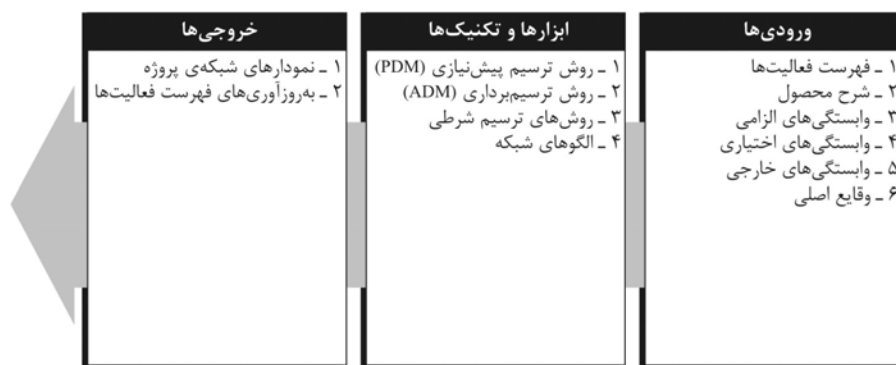 ورودی‌ها
۱ ـ فهرست فعالیت‌ها
۲ ـ شرح محصول
۳ ـ وابستگی‌های الزامی
۴ ـ وابستگی‌های اختیاری
۵ ـ وابستگی‌های خارجی
۶ ـ وقایع اصلی
ابزارها و تکنیک‌ها
۱ ـ روش ترسیم پیش‌نیازی (PDM)
۲ ـ روش ترسیم‌برداری (ADM)
۳ ـ روش‌های ترسیم شرطی
۴ ـ الگوهای شبکه
خروجی‌ها
۱ ـ نمودارهای شبکه‌ی پروژه
۲ ـ به‌روزآوری‌های فهرست فعالیت‌ها